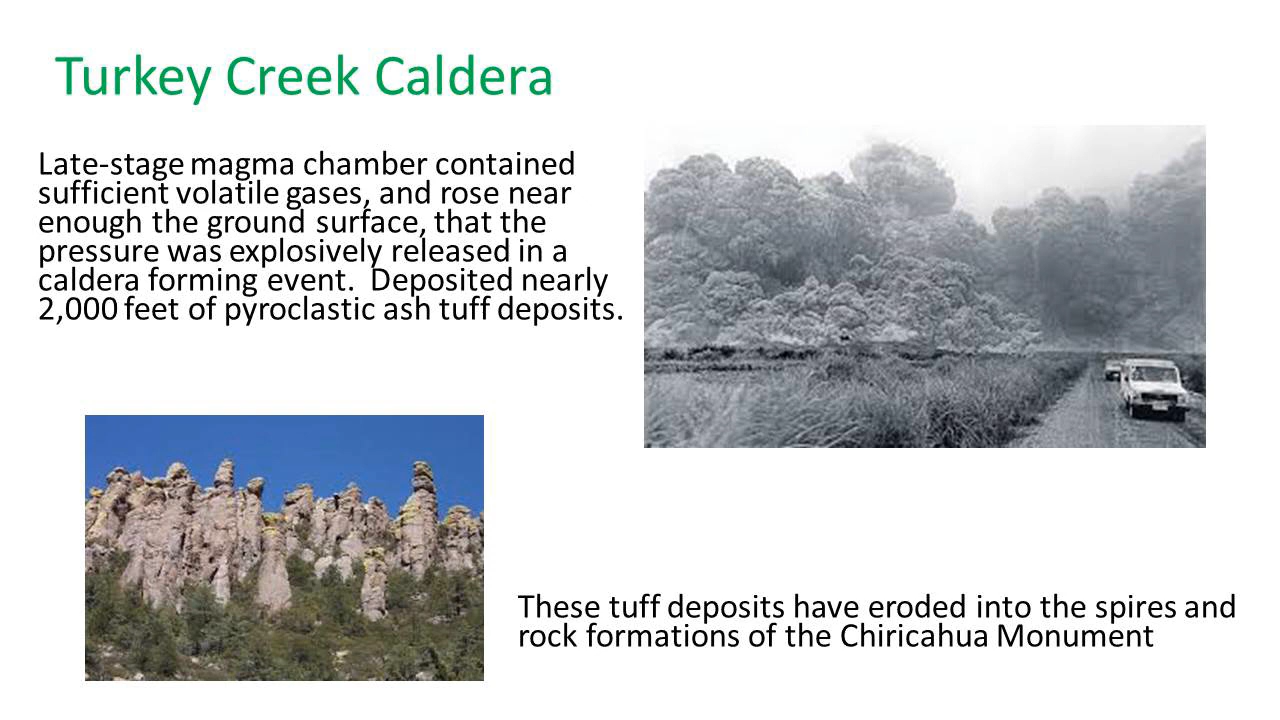 Turkey Creek Caldera
Late-stage magma chamber contained
sufficient volatile gases, and rose near
enough the ground surface, that the
pressure was explosively released in a
caldera forming event.  Deposited nearly
2,000 feet of pyroclastic ash tuff deposits.
These tuff deposits have eroded into the spires and
rock formations of the Chiricahua Monument